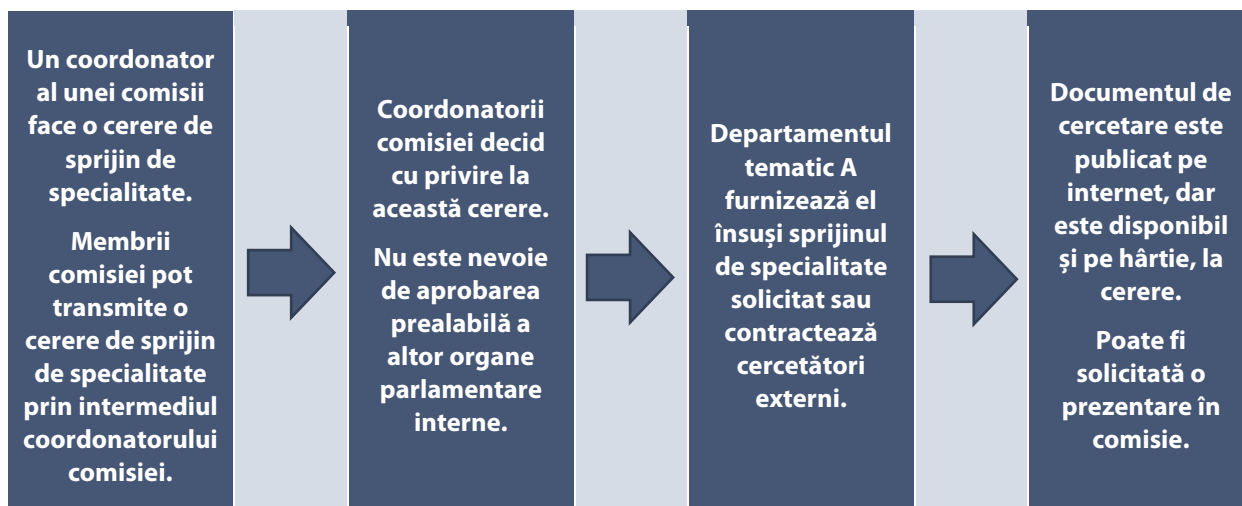 Un coordonator
al unei comisii
face o cerere de
sprijin de
specialitate.
Membrii
comisiei pot
transmite o
cerere de sprijin
de specialitate
prin intermediul
coordonatorului
comisiei.
Coordonatorii
comisiei decid
cu privire la
această cerere.
Nu este nevoie
de aprobarea
prealabilă a
altor organe
parlamentare
interne.
Departamentul
tematic A
furnizează el
însuși sprijinul
de specialitate
solicitat sau
contractează
cercetători
externi.
Documentul de
cercetare este
publicat pe
internet, dar
este disponibil
și pe hârtie, la
cerere.
Poate fi
solicitată o
prezentare în
comisie.